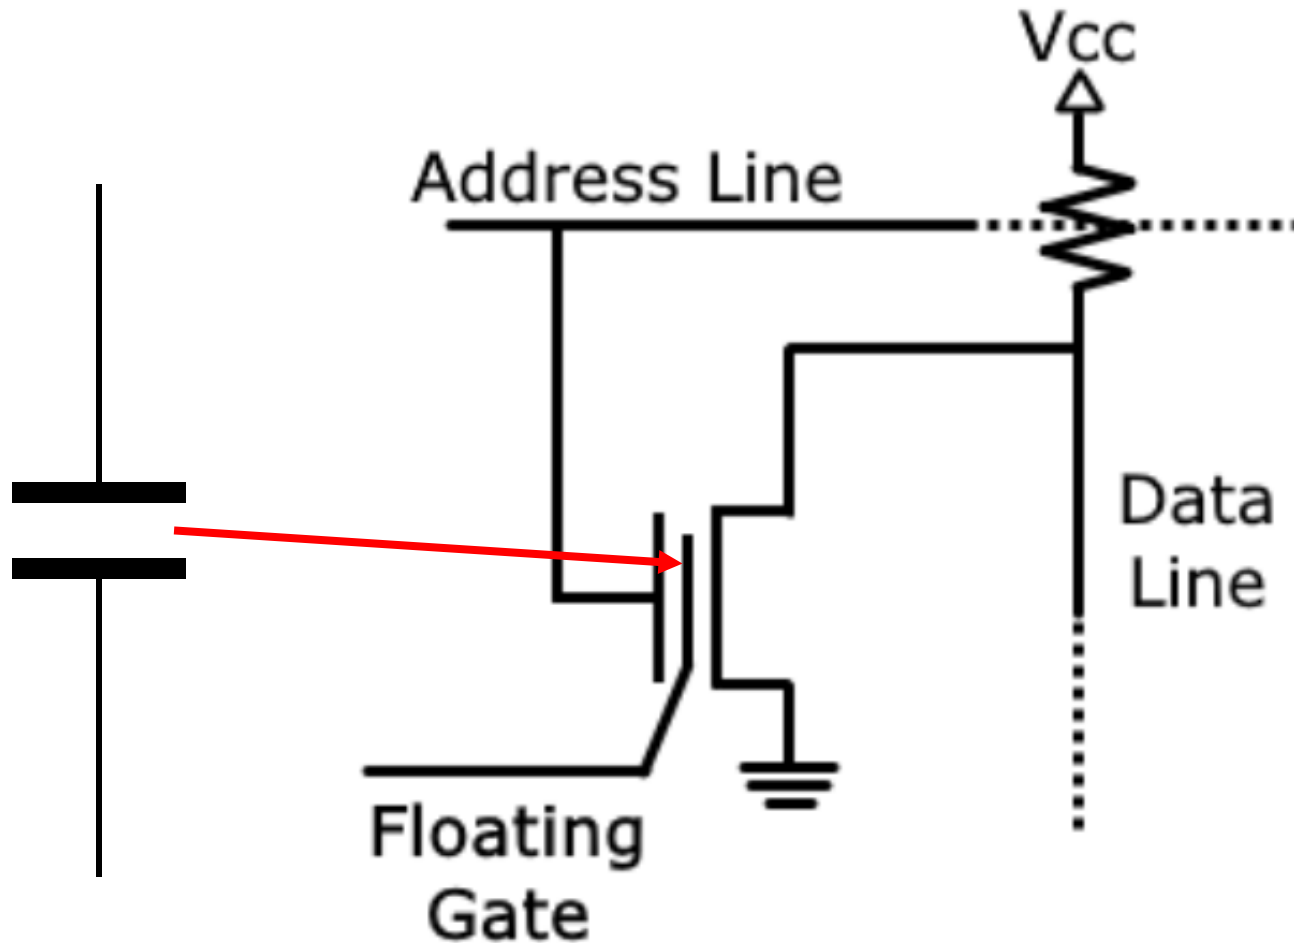 Vcc
Address Line
Data
Line
Floating
Gate